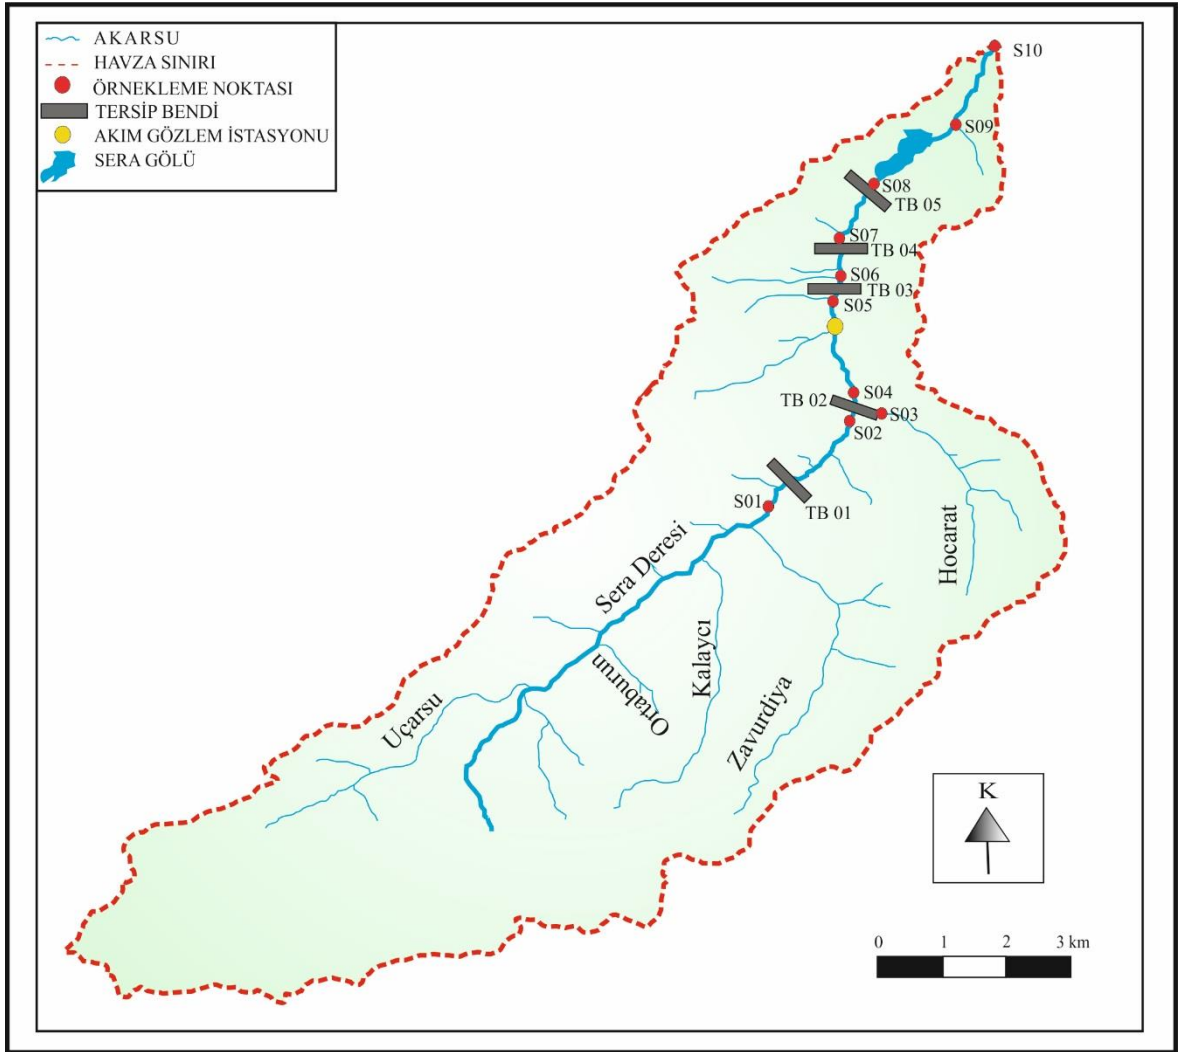 AKARSU
HAVZA SINIRI
ÖRNEKLEME NOKTASI
TERSİP BENDİ
AKIM GÖZLEM İSTASYONU
SERA GÖLÜ
S10
S09
S08
TB 05
S07
TB 04
S06
TB 03
S05
S04
TB 02
S03
S02
S01
TB 01
Hocarat
Sera Deresi
Kalaycı
Ortaburun
Zavurdiya
Uçarsu
K
0 1 2 3 km